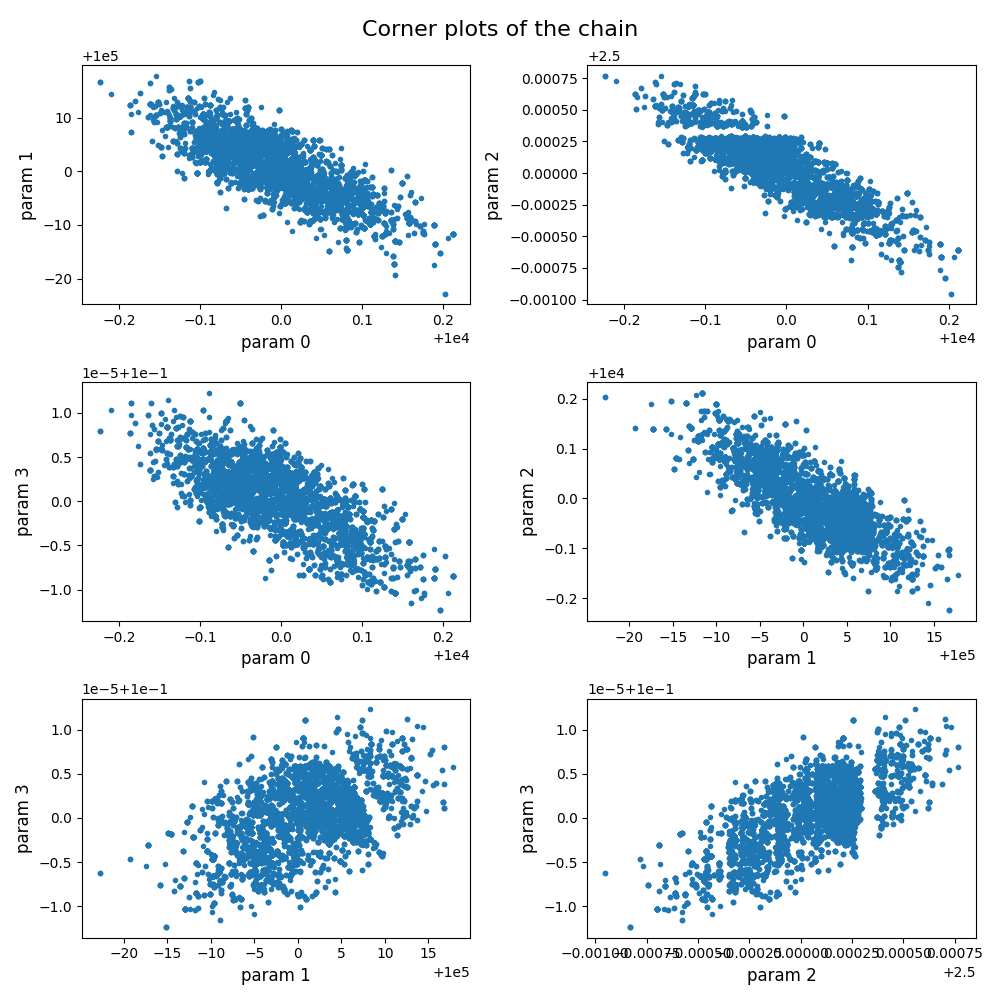 Corner plots of the chain
+1e5
+2.5
10
0
−10
−20
param 1
−0.2 −0.1 0.0 0.1 0.2
+1e4
param 0
0.00075
0.00050
0.00025
0.00000
−0.00025
−0.00050
−0.00075
−0.00100
param 2
−0.2 −0.1 0.0 0.1 0.2
+1e4
param 0
1e−5+1e−1
1.0
0.5
0.0
−0.5
−1.0
param 3
−0.2 −0.1 0.0 0.1 0.2
+1e4
param 0
+1e4
0.2
0.1
0.0
−0.1
−0.2
param 2
−20 −15 −10 −5 0 5 10 15
+1e5
param 1
1e−5+1e−1
1.0
0.5
0.0
−0.5
−1.0
param 3
−20 −15 −10 −5 0 5 10 15
+1e5
param 1
1e−5+1e−1
1.0
0.5
0.0
−0.5
−1.0
param 3
−0.00100 −0.00075 −0.00050 −0.00025 0.00000 0.00025 0.00050 0.00075
+2.5
param 2